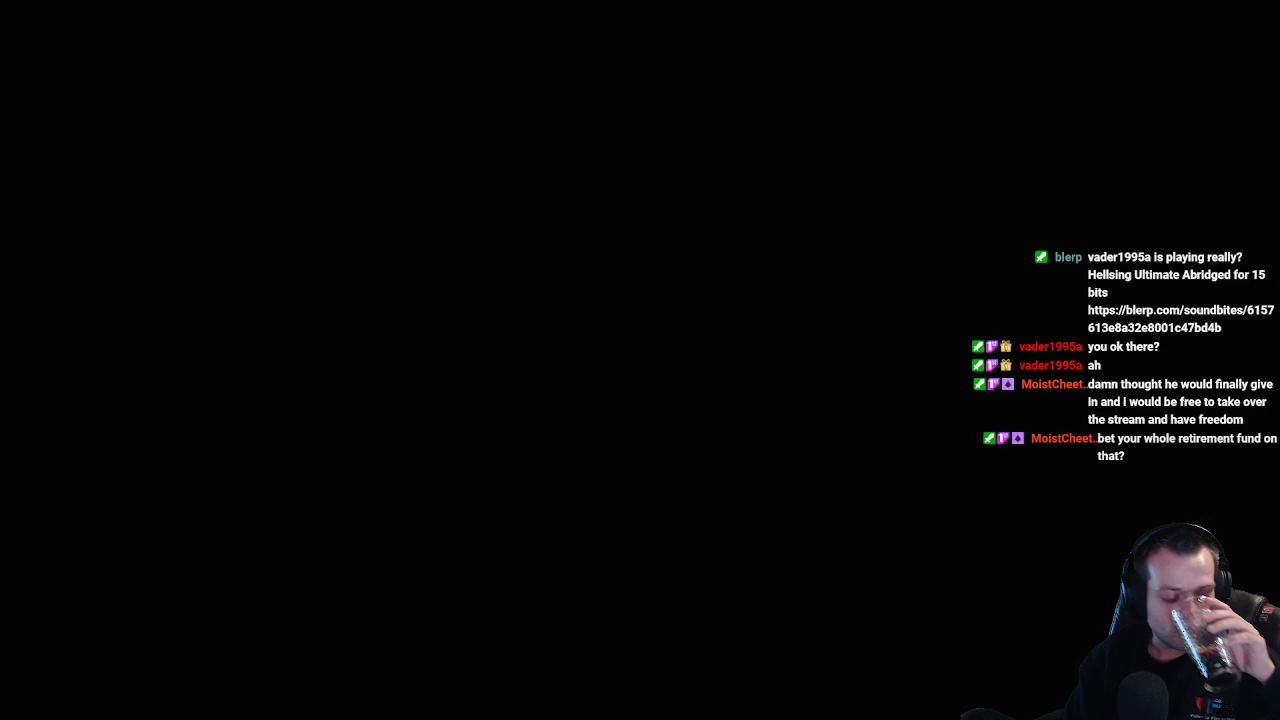 blerp vader1995a is playing really?
Hellsing Ultimate Abridged for 15
bits
https://blerp.com/soundbites/6157
613e8a32e8001c47bd4b
vader1995a you ok there?
vader1995a ah
MoistCheet.. damn thought he would finally give
in and i would be free to take over
the stream and have freedom
MoistCheet.. bet your whole retirement fund on
that?